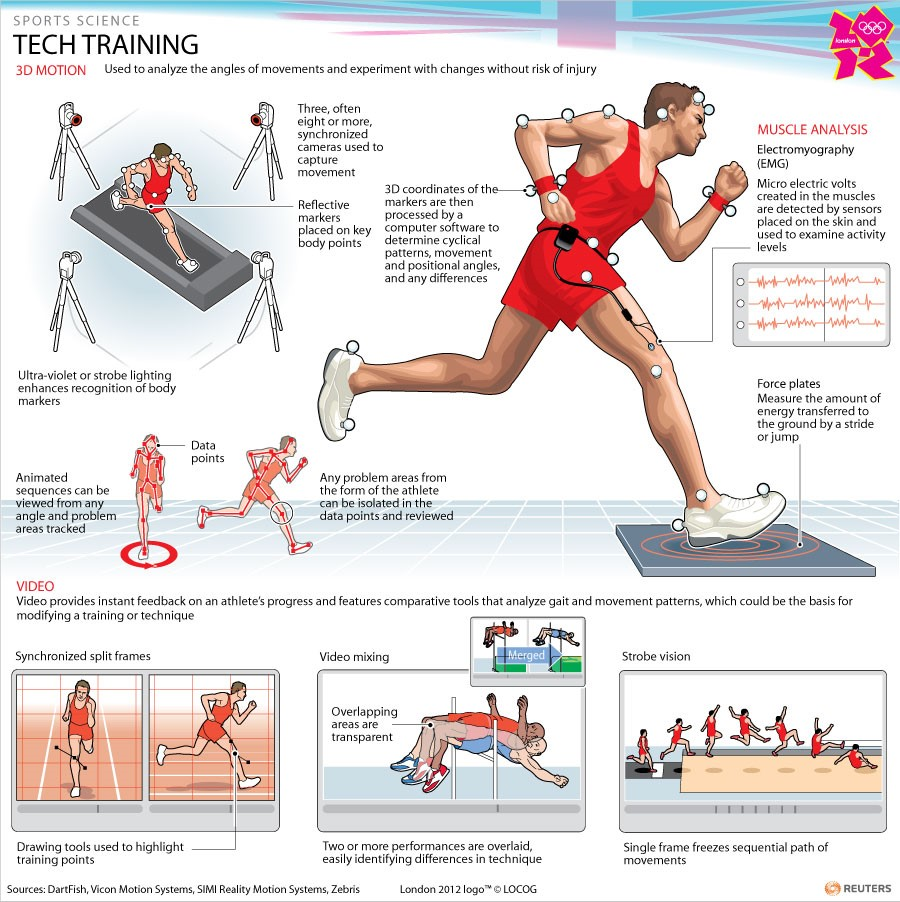 SPORTS SCIENCE
TECH TRAINING
3D MOTION
Used to analyze the angles of movements and experiment with changes without risk of injury
london
Three, often
eight or more,
synchronized
cameras used to
capture
movement
Reflective
markers
placed on key
body points
3D coordinates of the
markers are then
processed by a
computer software to
determine cyclical
patterns, movement
and positional angles,
and any differences
MUSCLE ANALYSIS
Electromyography
(EMG)
Micro electric volts
created in the muscles
are detected by sensors
placed on the skin and
used to examine activity
levels
Ultra-violet or strobe lighting
enhances recognition of body
markers
Force plates
Measure the amount of
energy transferred to
the ground by a stride
or jump
Data
points
Animated
sequences can be
viewed from any
angle and problem
areas tracked
Any problem areas from
the form of the athlete
can be isolated in the
data points and reviewed
VIDEO
Video provides instant feedback on an athlete's progress and features comparative tools that analyze gait and movement patterns, which could be the basis for
modifying a training or technique
Synchronized split frames
Drawing tools used to highlight
training points
Video mixing
Merged
Overlapping
areas are
transparent
Two or more performances are overlaid,
easily identifying differences in technique
Strobe vision
Single frame freezes sequential path of
movements
Sources: DartFish, Vicon Motion Systems, SIMI Reality Motion Systems, Zebris
London 2012 logo™ © LOCOG
REUTERS